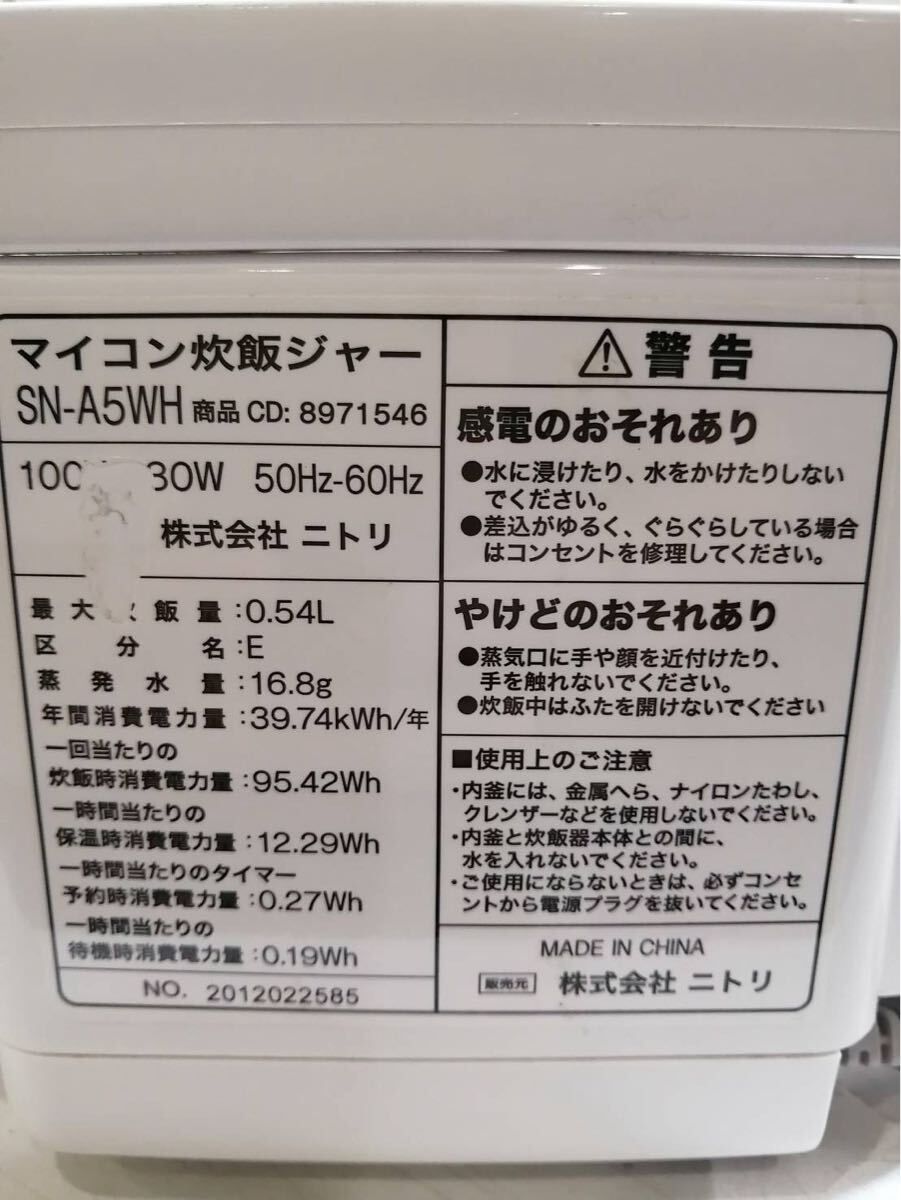 マイコン炊飯ジャー
SN-A5WH 商品 CD: 8971546
50Hz-60Hz
株式会社 ニトリ
最大炊飯量:0.54L
区分名:E
蒸発水量:16.8g
年間消費電力量:39.74kWh/年
一回当たりの
炊飯時消費電力量:95.42Wh
一時間当たりの
保温時消費電力量:12.29Wh
一時間当たりのタイマー
予約時消費電力量:0.27Wh
一時間当たりの
待機時消費電力量:0.19Wh
NO. 2012022585
⚠警告
感電のおそれあり
●水に浸けたり、水をかけたりしない
でください。
●差込がゆるく、ぐらぐらしている場合
はコンセントを修理してください。
やけどのおそれあり
●蒸気口に手や顔を近付けたり、
手を触れないでください。
●炊飯中はふたを開けないでください
■使用上のご注意
・内釜には、金属へら、ナイロンたわし、
クレンザーなどを使用しないでください。
・内釜と炊飯器本体との間に、
水を入れないでください。
・ご使用にならないときは、必ずコンセ
ントから電源プラグを抜いてください。
MADE IN CHINA
販売元 株式会社 ニトリ